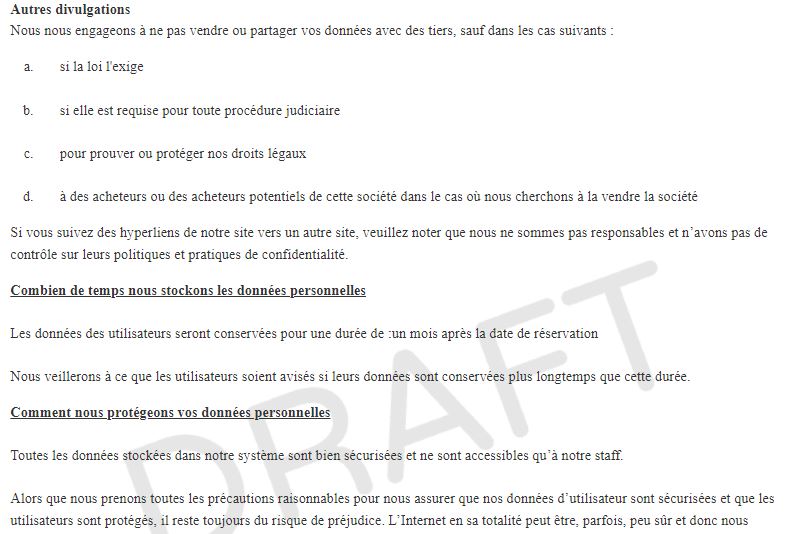 Autres divulgations
Nous nous engageons à ne pas vendre ou partager vos données avec des tiers, sauf dans les cas suivants :
a. si la loi l'exige
b. si elle est requise pour toute procédure judiciaire
c. pour prouver ou protéger nos droits légaux
d. à des acheteurs ou des acheteurs potentiels de cette société dans le cas où nous cherchons à la vendre la société
Si vous suivez des hyperliens de notre site vers un autre site, veuillez noter que nous ne sommes pas responsables et n’avons pas de
contrôle sur leurs politiques et pratiques de confidentialité.
Combien de temps nous stockons les données personnelles
Les données des utilisateurs seront conservées pour une durée de :un mois après la date de réservation
Nous veillerons à ce que les utilisateurs soient avisés si leurs données sont conservées plus longtemps que cette durée.
Comment nous protégeons vos données personnelles
Toutes les données stockées dans notre système sont bien sécurisées et ne sont accessibles qu’à notre staff.
Alors que nous prenons toutes les précautions raisonnables pour nous assurer que nos données d’utilisateur sont sécurisées et que les
utilisateurs sont protégés, il reste toujours du risque de préjudice. L’Internet en sa totalité peut être, parfois, peu sûr et donc nous
DRAFT